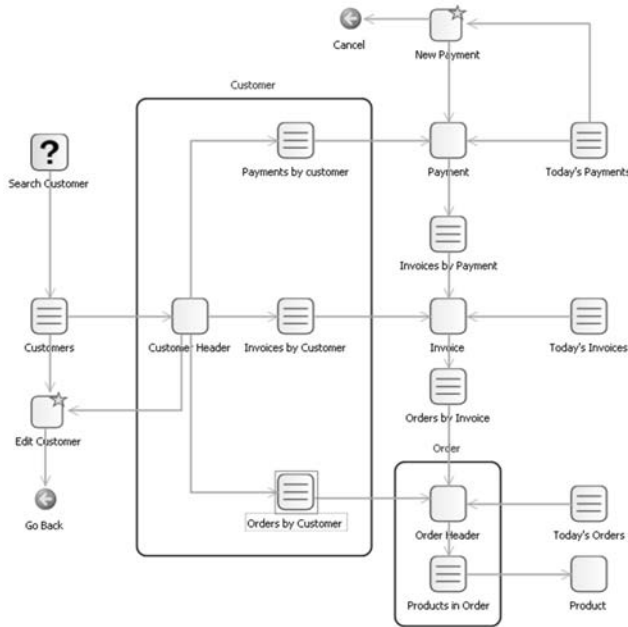 Cancel
New Payment
Customer
?
Search Customer
Payments by customer
Payment
Today's Payments
Invoices by Payment
Customers
Customer Header
Invoices by Customer
Invoice
Today's Invoices
Edit Customer
Orders by Invoice
Order
Go Back
Orders by Customer
Order Header
Today's Orders
Products in Order
Product